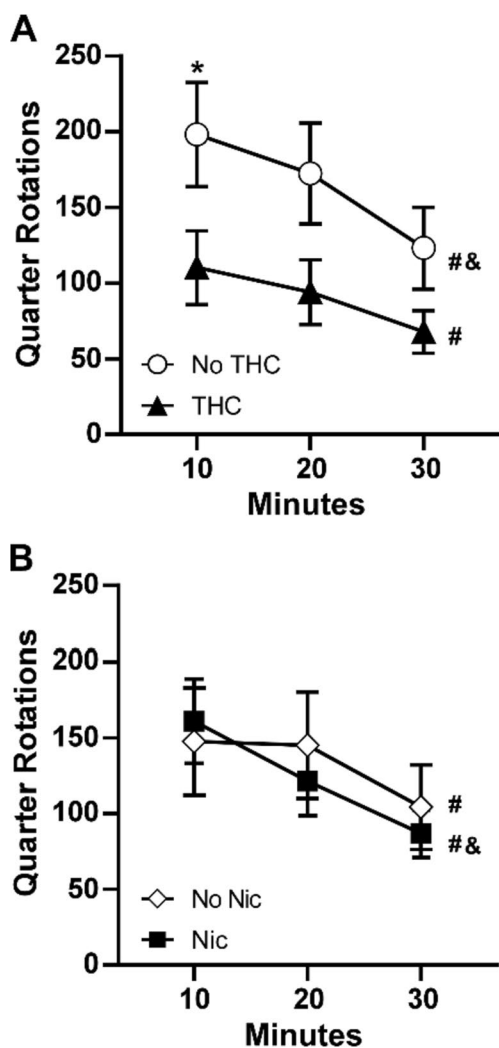 A
250
200
150
100
50
0
Quarter Rotations
*
#&
#
No THC
THC
10 20 30
Minutes
B
250
200
150
100
50
0
Quarter Rotations
#
#&
No Nic
Nic
10 20 30
Minutes